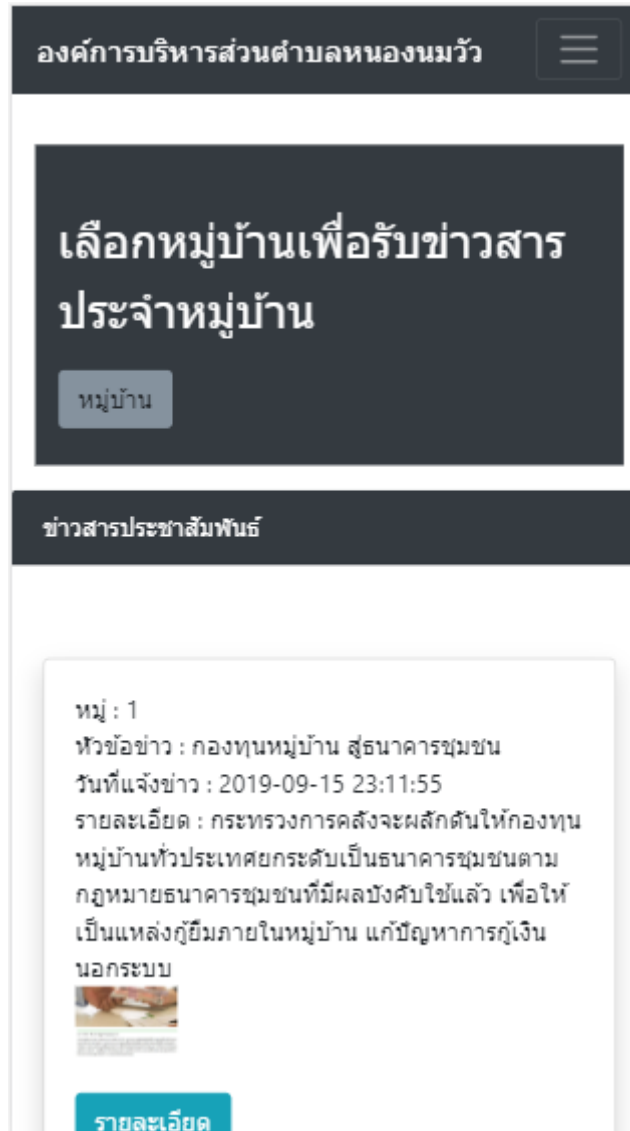 องค์การบริหารส่วนตำบลหนองนมวัว
เลือกหมู่บ้านเพื่อรับข่าวสาร
ประจำหมู่บ้าน
หมู่บ้าน
ข่าวสารประชาสัมพันธ์
หมู่ : 1
หัวข้อข่าว : กองทุนหมู่บ้าน สู่ธนาคารชุมชน
วันที่แจ้งข่าว : 2019-09-15 23:11:55
รายละเอียด : กระทรวงการคลังจะผลักดันให้กองทุน
หมู่บ้านทั่วประเทศยกระดับเป็นธนาคารชุมชนตาม
กฎหมายธนาคารชุมชนที่มีผลบังคับใช้แล้ว เพื่อให้
เป็นแหล่งกู้ยืมภายในหมู่บ้าน แก้ปัญหาการกู้เงิน
นอกระบบ
รายละเอียด